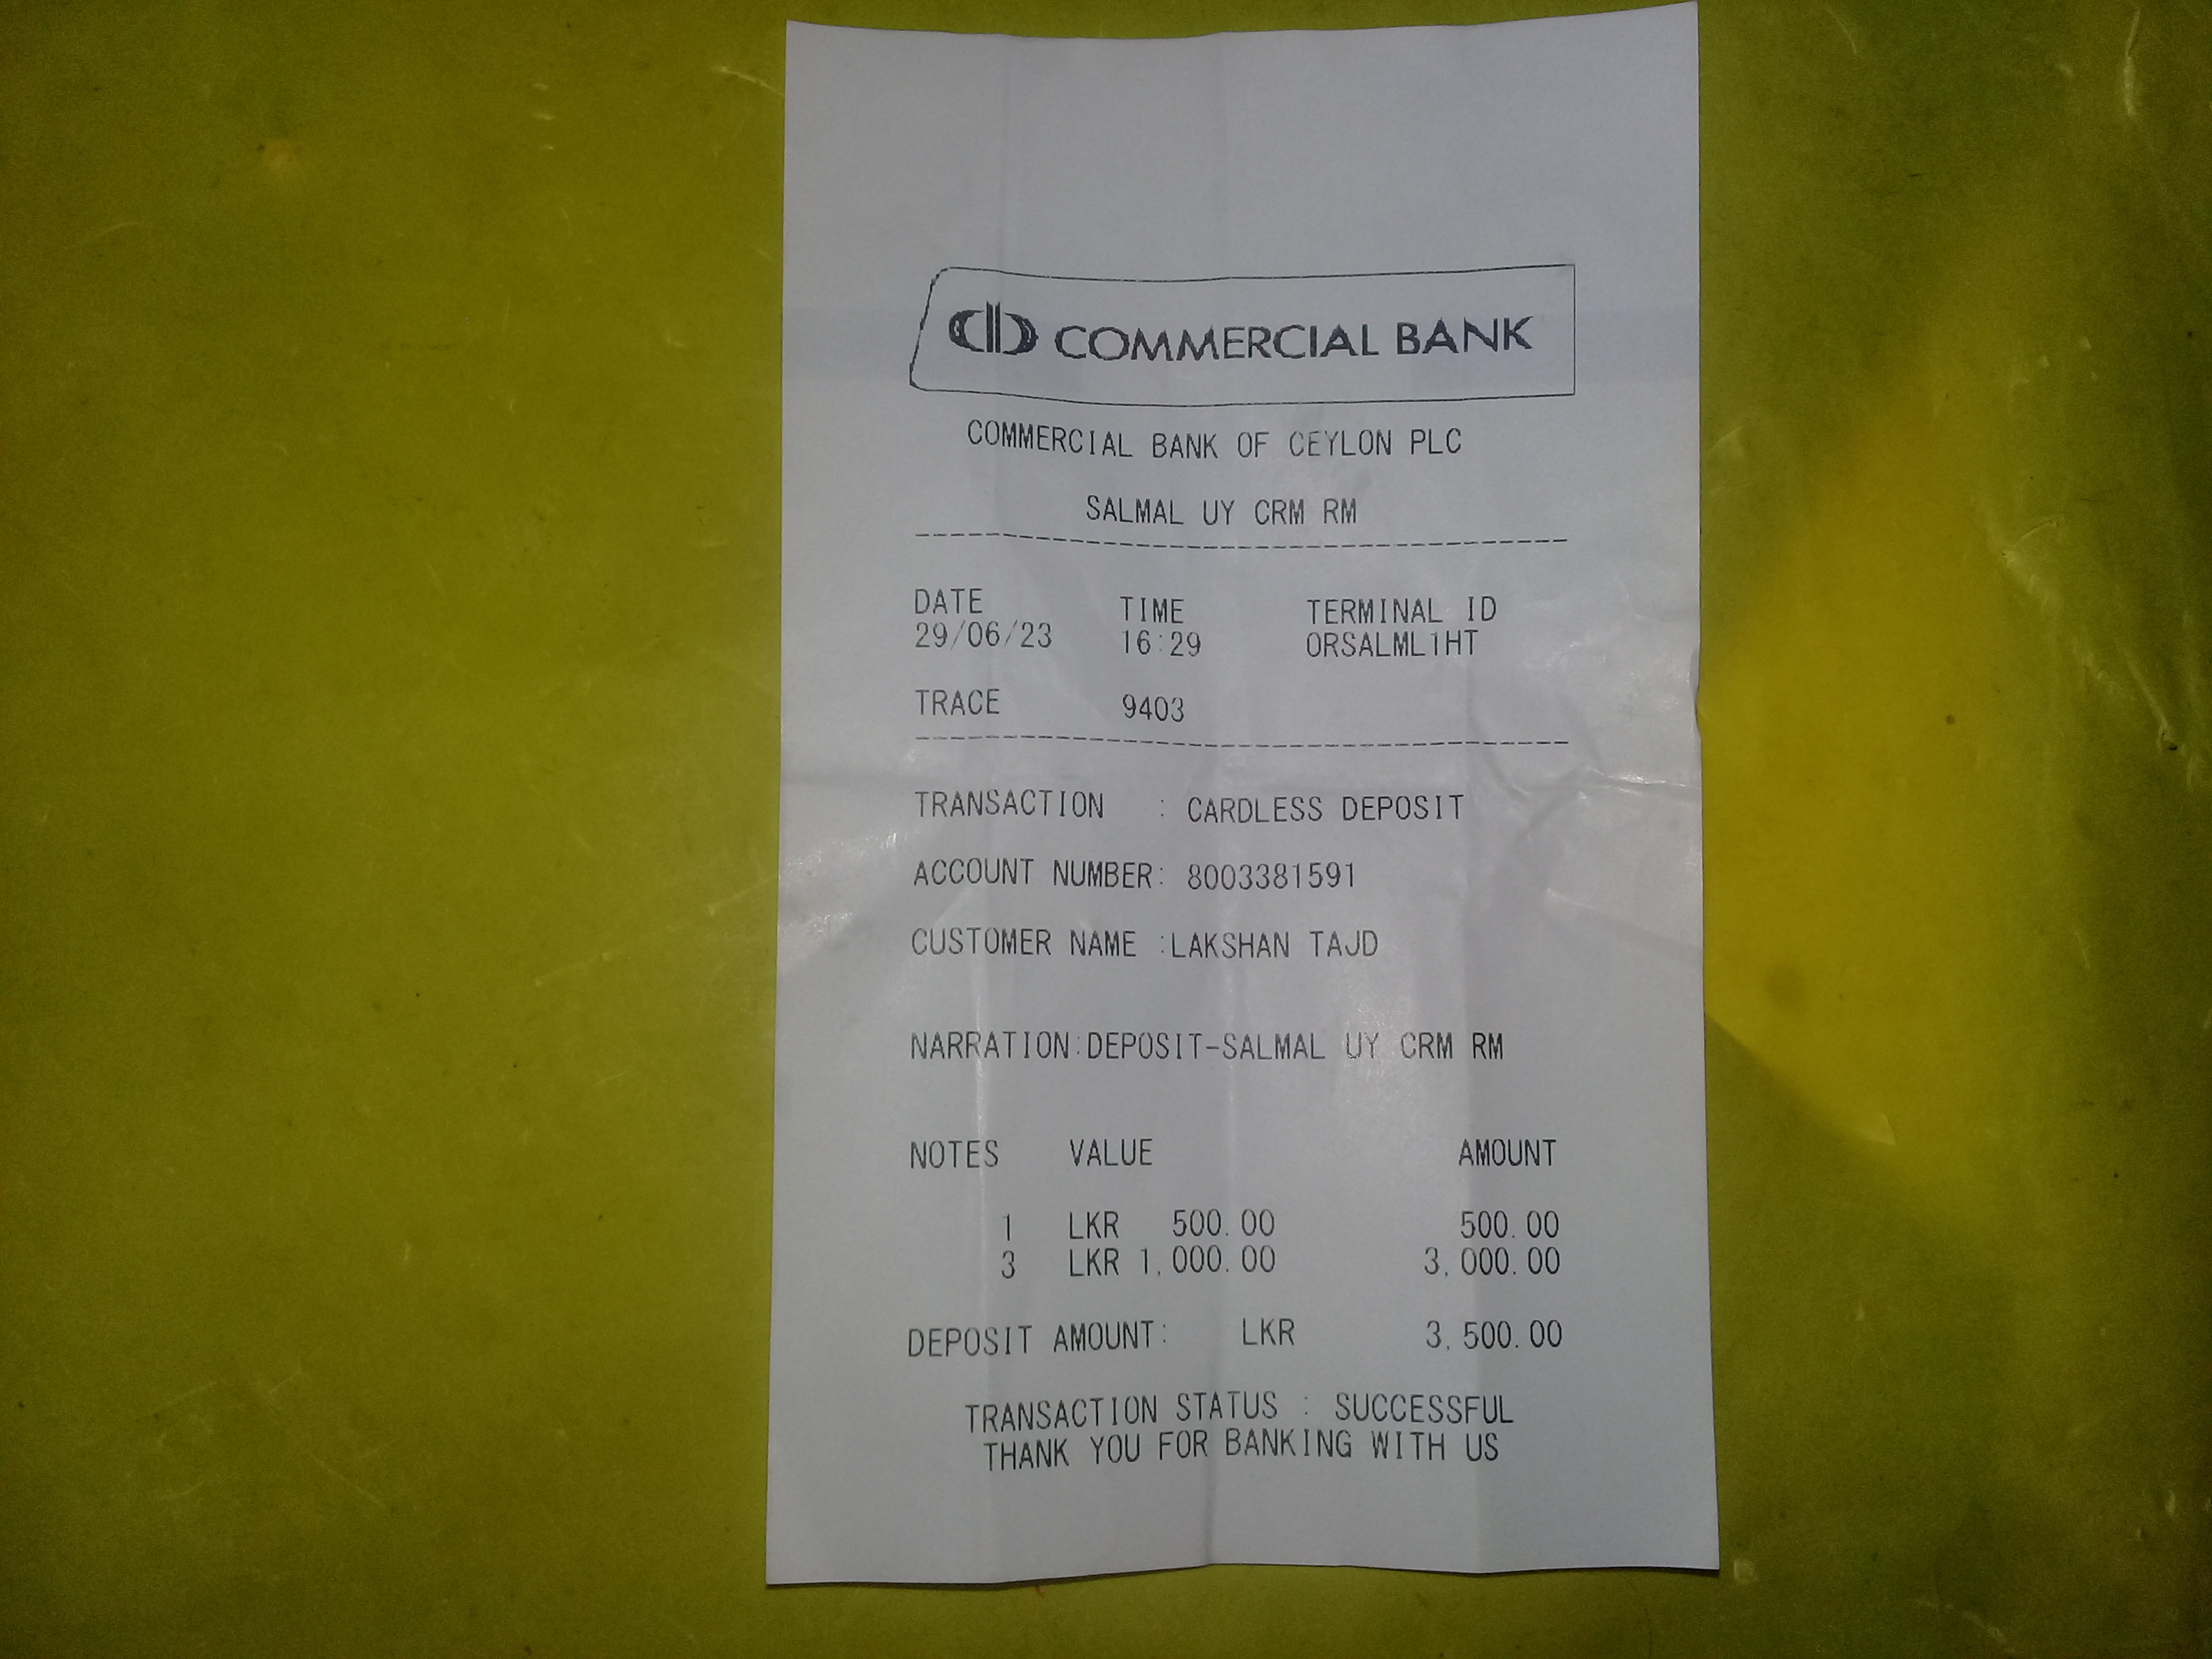 COMMERCIAL BANK
COMMERCIAL BANK OF CEYLON PLC
SALMAL UY CRM RM
DATE TIME TERMINAL ID
29/06/23 16:29 ORSALML1HT
TRACE 9403
TRANSACTION : CARDLESS DEPOSIT
ACCOUNT NUMBER: 8003381591
CUSTOMER NAME :LAKSHAN TAJD
NARRATION:DEPOSIT-SALMAL UY CRM RM
NOTES VALUE AMOUNT
1 LKR 500.00 500.00
3 LKR 1,000.00 3,000.00
DEPOSIT AMOUNT: LKR 3,500.00
TRANSACTION STATUS : SUCCESSFUL
THANK YOU FOR BANKING WITH US